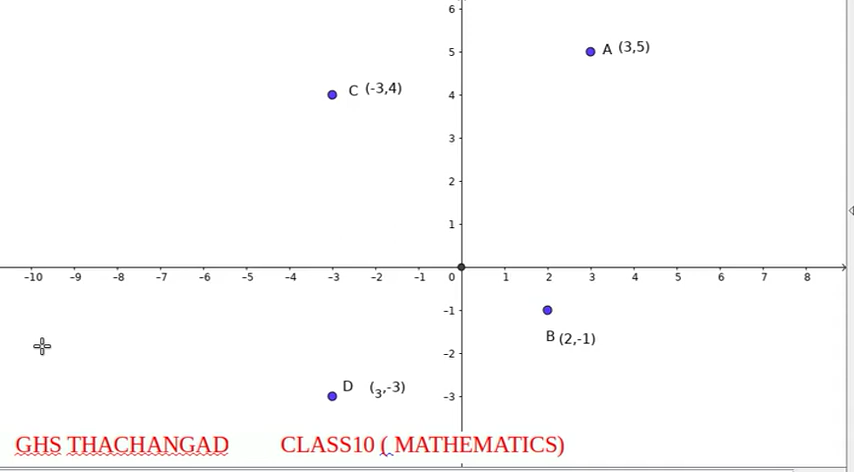 6
A (3,5)
5
C (-3,4)
4
3
2
1
-10 -9 -8 -7 -6 -5 -4 -3 -2 -1 0 1 2 3 4 5 6 7 8
-1
B (2,-1)
-2
D (3,-3)
-3
GHS THACHANGAD CLASS10 ( MATHEMATICS)